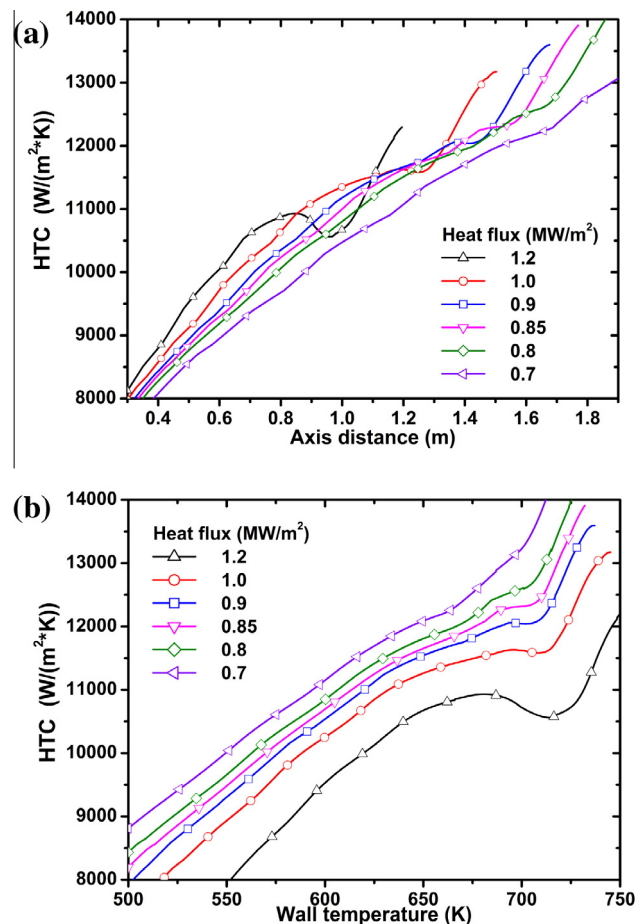 (a)
14000
13000
12000
11000
10000
9000
8000
HTC (W/(m²*K))
Heat flux (MW/m²)
1.2
1.0
0.9
0.85
0.8
0.7
0.4 0.6 0.8 1.0 1.2 1.4 1.6 1.8
Axis distance (m)
(b)
14000
13000
12000
11000
10000
9000
8000
HTC (W/(m²*K))
Heat flux (MW/m²)
1.2
1.0
0.9
0.85
0.8
0.7
500 550 600 650 700 750
Wall temperature (K)